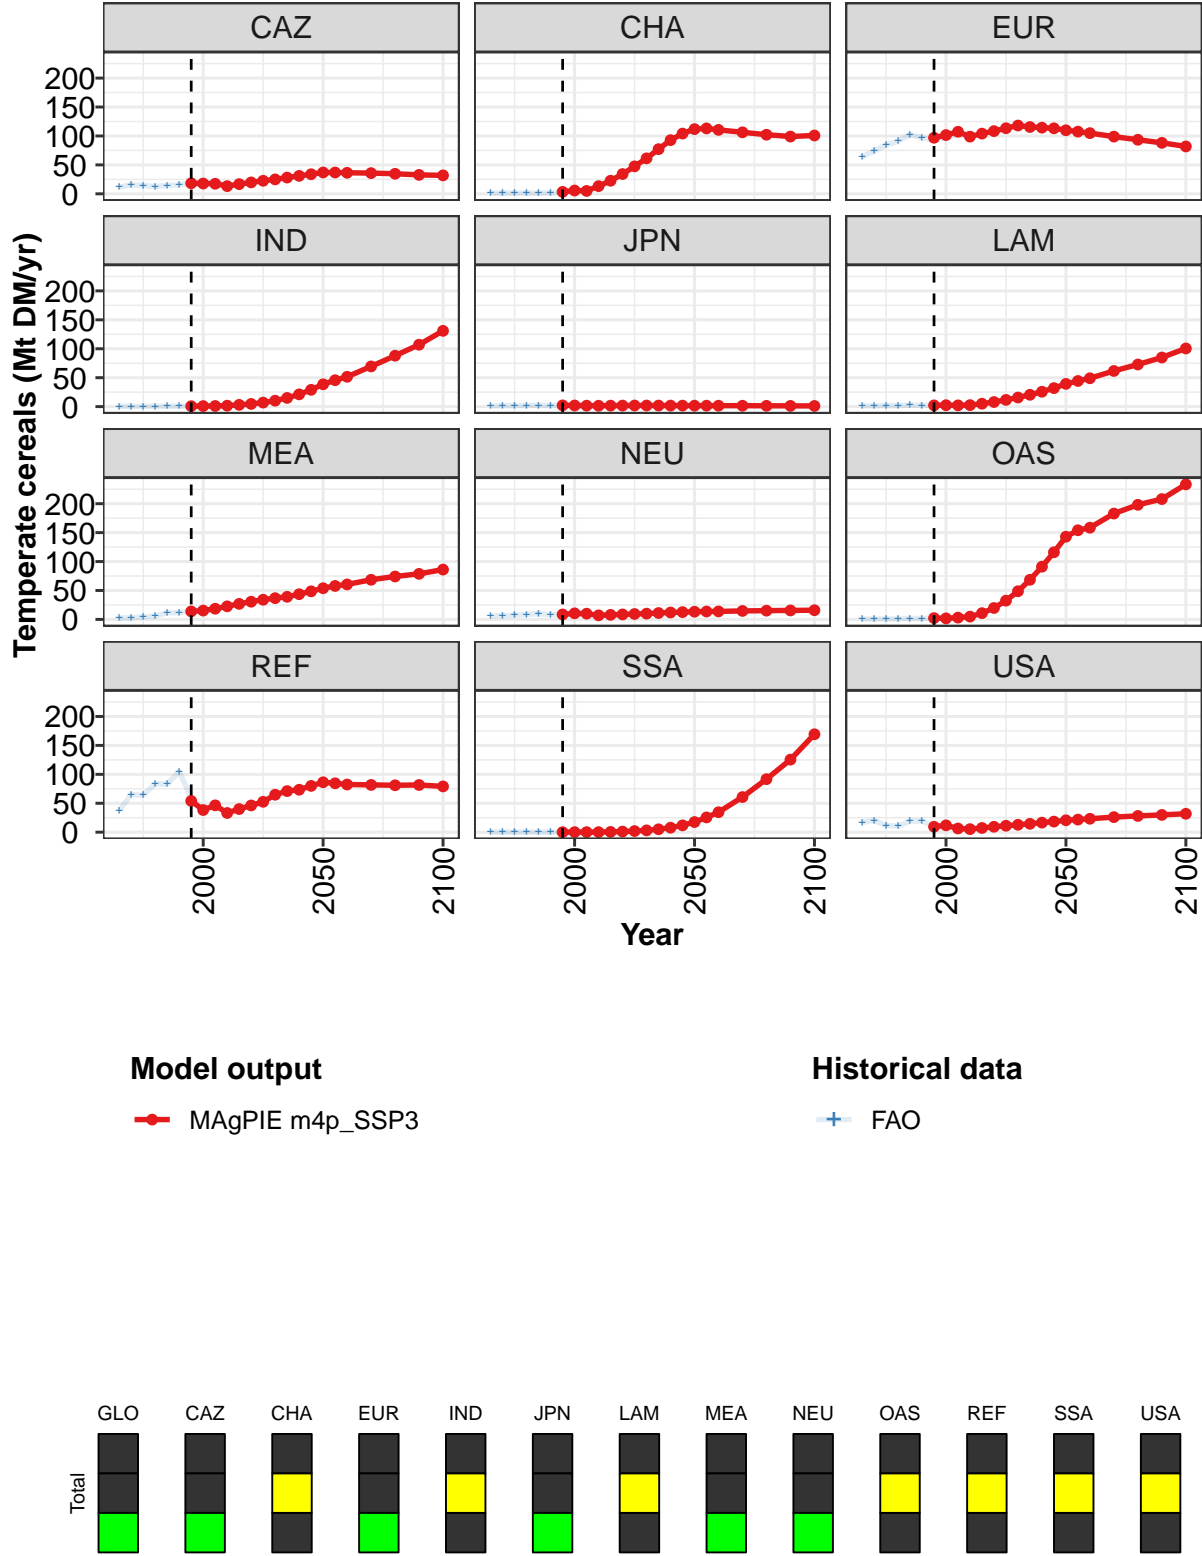 CAZ CHA EUR
200
150
100
50
0
IND JPN LAM
200
150
100
50
0
MEA NEU OAS
200
150
100
50
0
REF SSA USA
200
150
100
50
0
2000 2050 2100 2000 2050 2100 2000 2050 2100
Temperate cereals (Mt DM/yr)
Year
Model output
MAgPIE m4p_SSP3
Historical data
FAO
GLO CAZ CHA EUR IND JPN LAM MEA NEU OAS REF SSA USA
Total